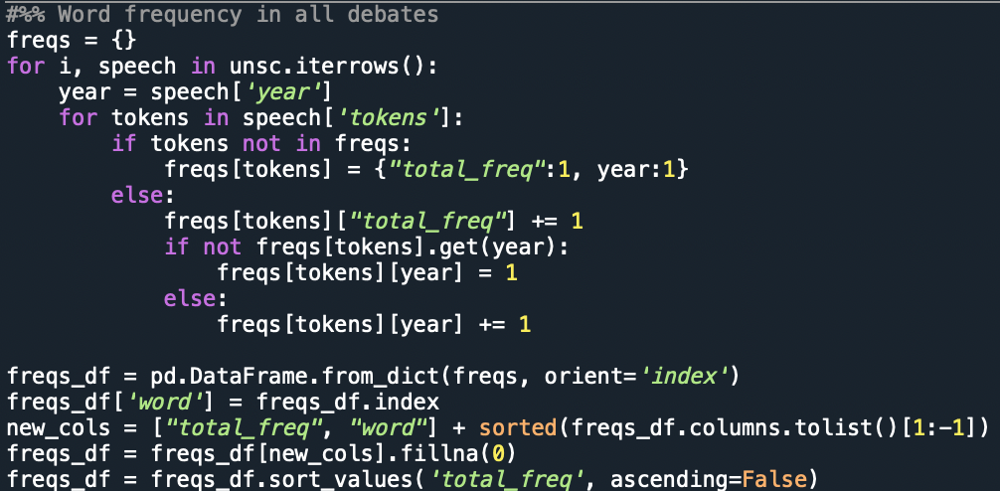 #%% Word frequency in all debates
freqs = {}
for i, speech in unsc.iterrows():
    year = speech['year']
    for tokens in speech['tokens']:
        if tokens not in freqs:
            freqs[tokens] = {"total_freq":1, year:1}
        else:
            freqs[tokens]["total_freq"] += 1
            if not freqs[tokens].get(year):
                freqs[tokens][year] = 1
            else:
                freqs[tokens][year] += 1

freqs_df = pd.DataFrame.from_dict(freqs, orient='index')
freqs_df['word'] = freqs_df.index
new_cols = ["total_freq", "word"] + sorted(freqs_df.columns.tolist()[1:-1])
freqs_df = freqs_df[new_cols].fillna(0)
freqs_df = freqs_df.sort_values('total_freq', ascending=False)